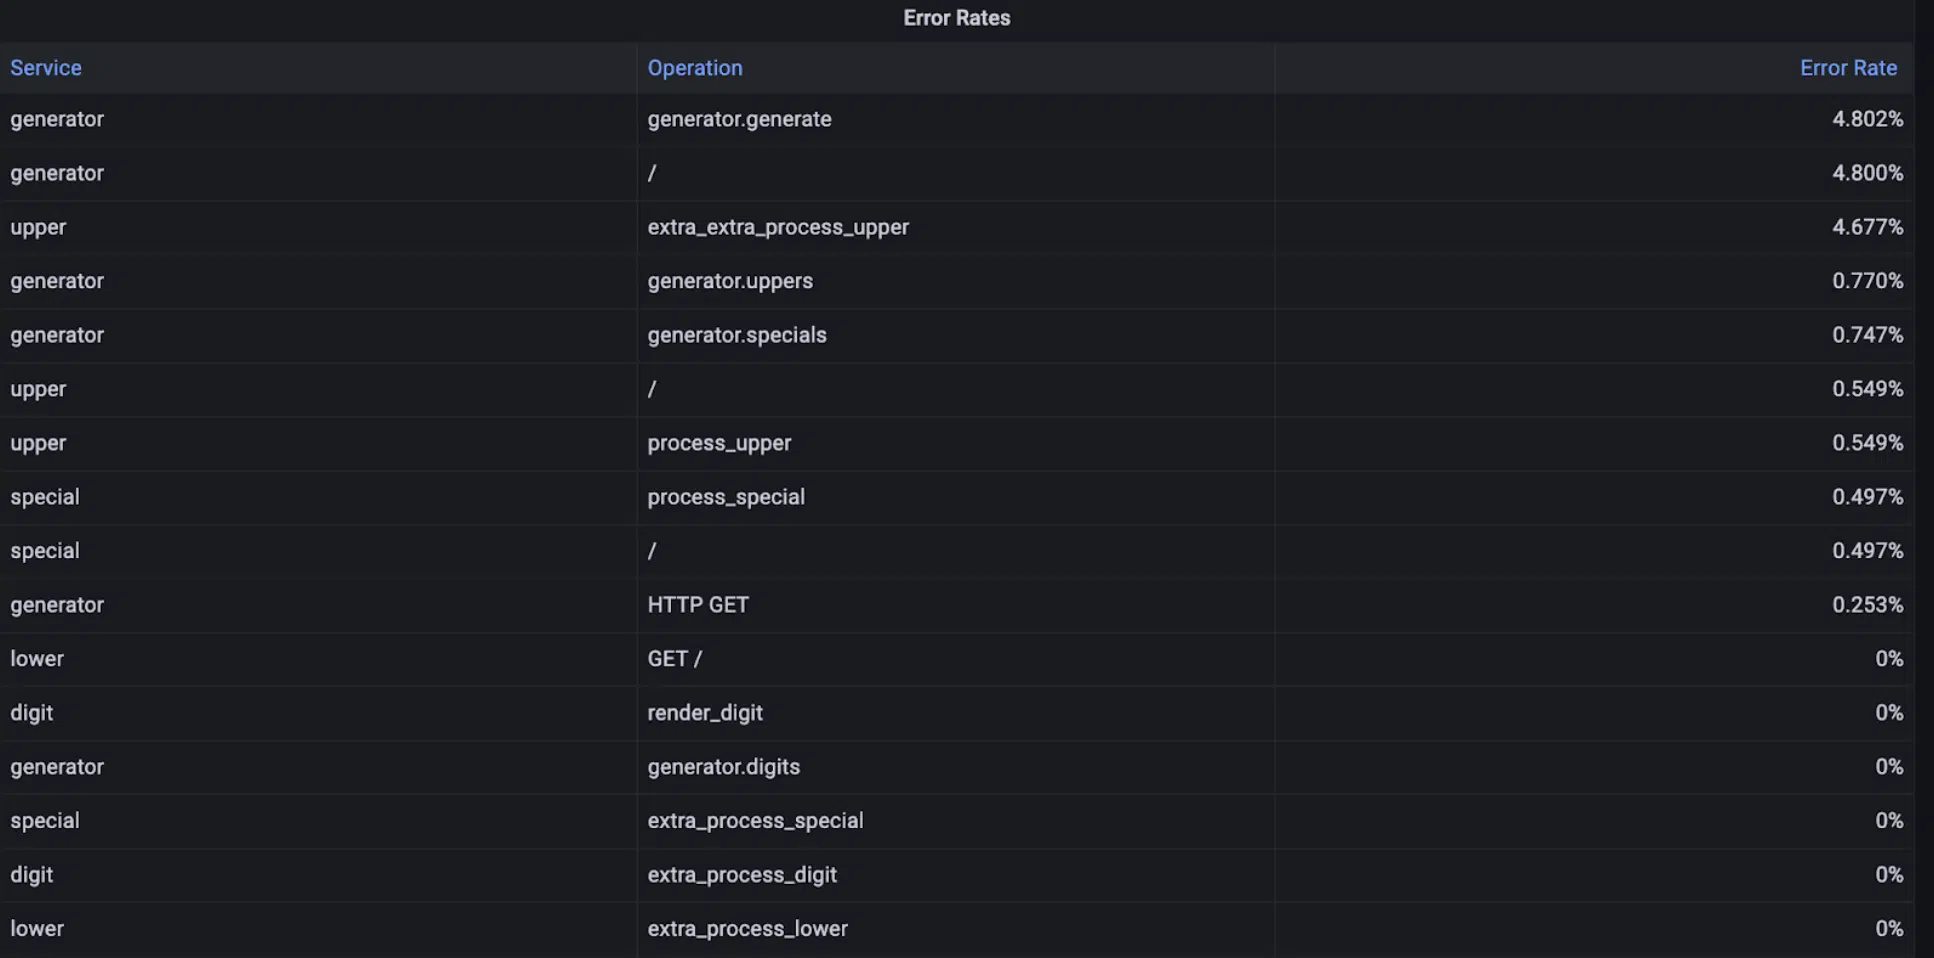 Error Rates
Service Operation Error Rate
generator generator.generate 4.802%
generator / 4.800%
upper extra_extra_process_upper 4.677%
generator generator.uppers 0.770%
generator generator.specials 0.747%
upper / 0.549%
upper process_upper 0.549%
special process_special 0.497%
special / 0.497%
generator HTTP GET 0.253%
lower GET / 0%
digit render_digit 0%
generator generator.digits 0%
special extra_process_special 0%
digit extra_process_digit 0%
lower extra_process_lower 0%